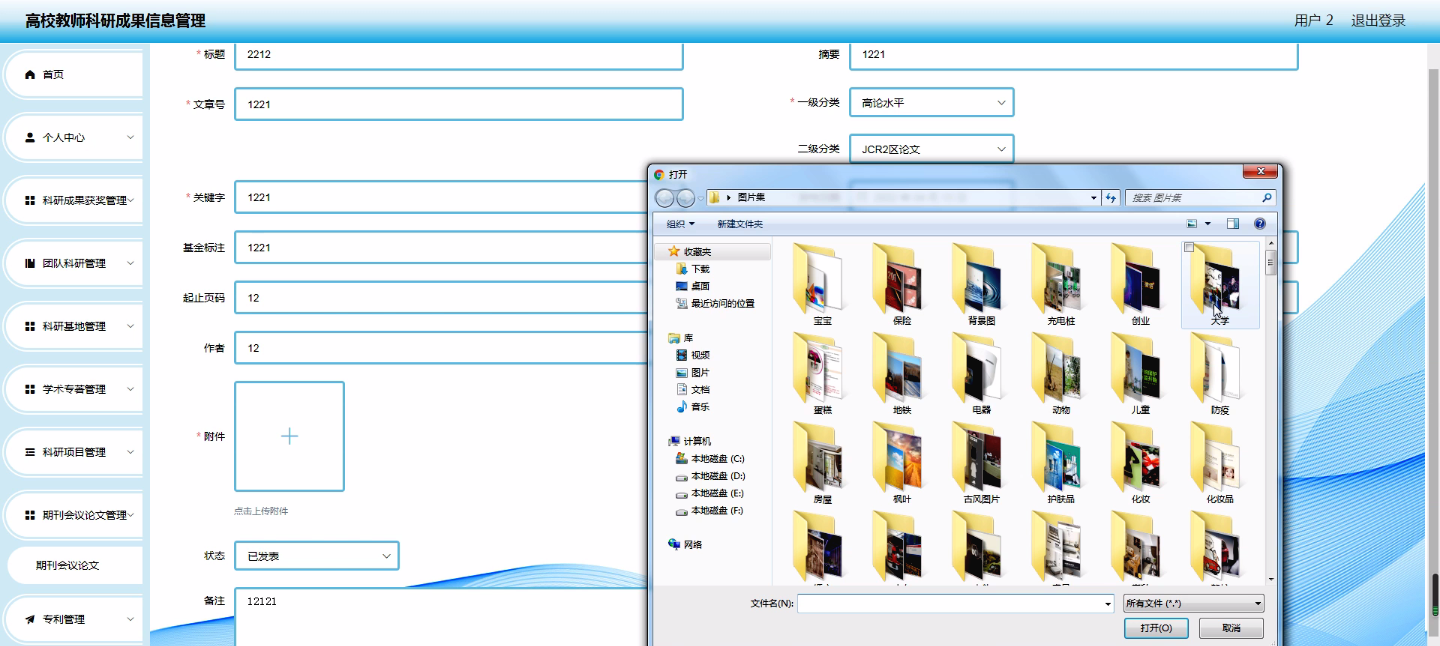 高校教师科研成果信息管理
用户 2 退出登录
首页
个人中心
科研成果获奖管理
团队科研管理
科研基地管理
学术专著管理
科研项目管理
期刊会议论文管理
期刊会议论文
专利管理
* 标题 2212
摘要 1221
* 文章号 1221
* 一级分类 高论水平
二级分类 JCR2区论文
* 关键字 1221
基金标注 1221
起止页码 12
作者 12
* 附件
点击上传附件
状态 已发表
备注 12121
打开
图片集
搜索 图片集
组织 新建文件夹
收藏夹
下载
桌面
最近访问的位置
库
视频
图片
文档
音乐
计算机
本地磁盘 (C:)
本地磁盘 (D:)
本地磁盘 (E:)
本地磁盘 (F:)
网络
宝宝 保险 背景图 充电桩 创业 大学
蛋糕 地铁 电器 动物 儿童 防疫
房屋 枫叶 古风图片 护肤品 化妆 化妆品
文件名(N): 所有文件 (*.*)
打开(O) 取消